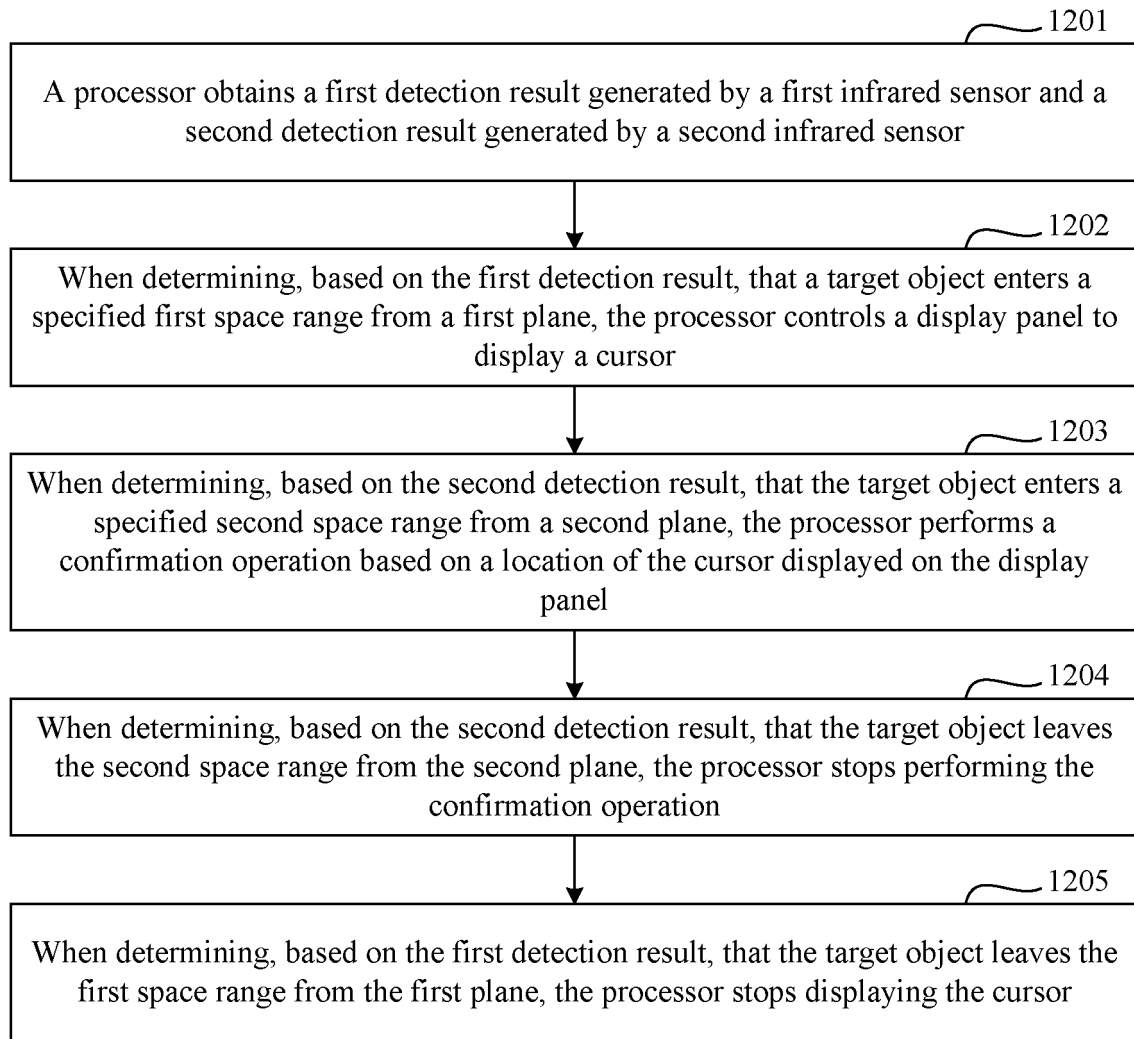 1201
A processor obtains a first detection result generated by a first infrared sensor and a
second detection result generated by a second infrared sensor
1202
When determining, based on the first detection result, that a target object enters a
specified first space range from a first plane, the processor controls a display panel to
display a cursor
1203
When determining, based on the second detection result, that the target object enters a
specified second space range from a second plane, the processor performs a
confirmation operation based on a location of the cursor displayed on the display
panel
1204
When determining, based on the second detection result, that the target object leaves
the second space range from the second plane, the processor stops performing the
confirmation operation
1205
When determining, based on the first detection result, that the target object leaves the
first space range from the first plane, the processor stops displaying the cursor